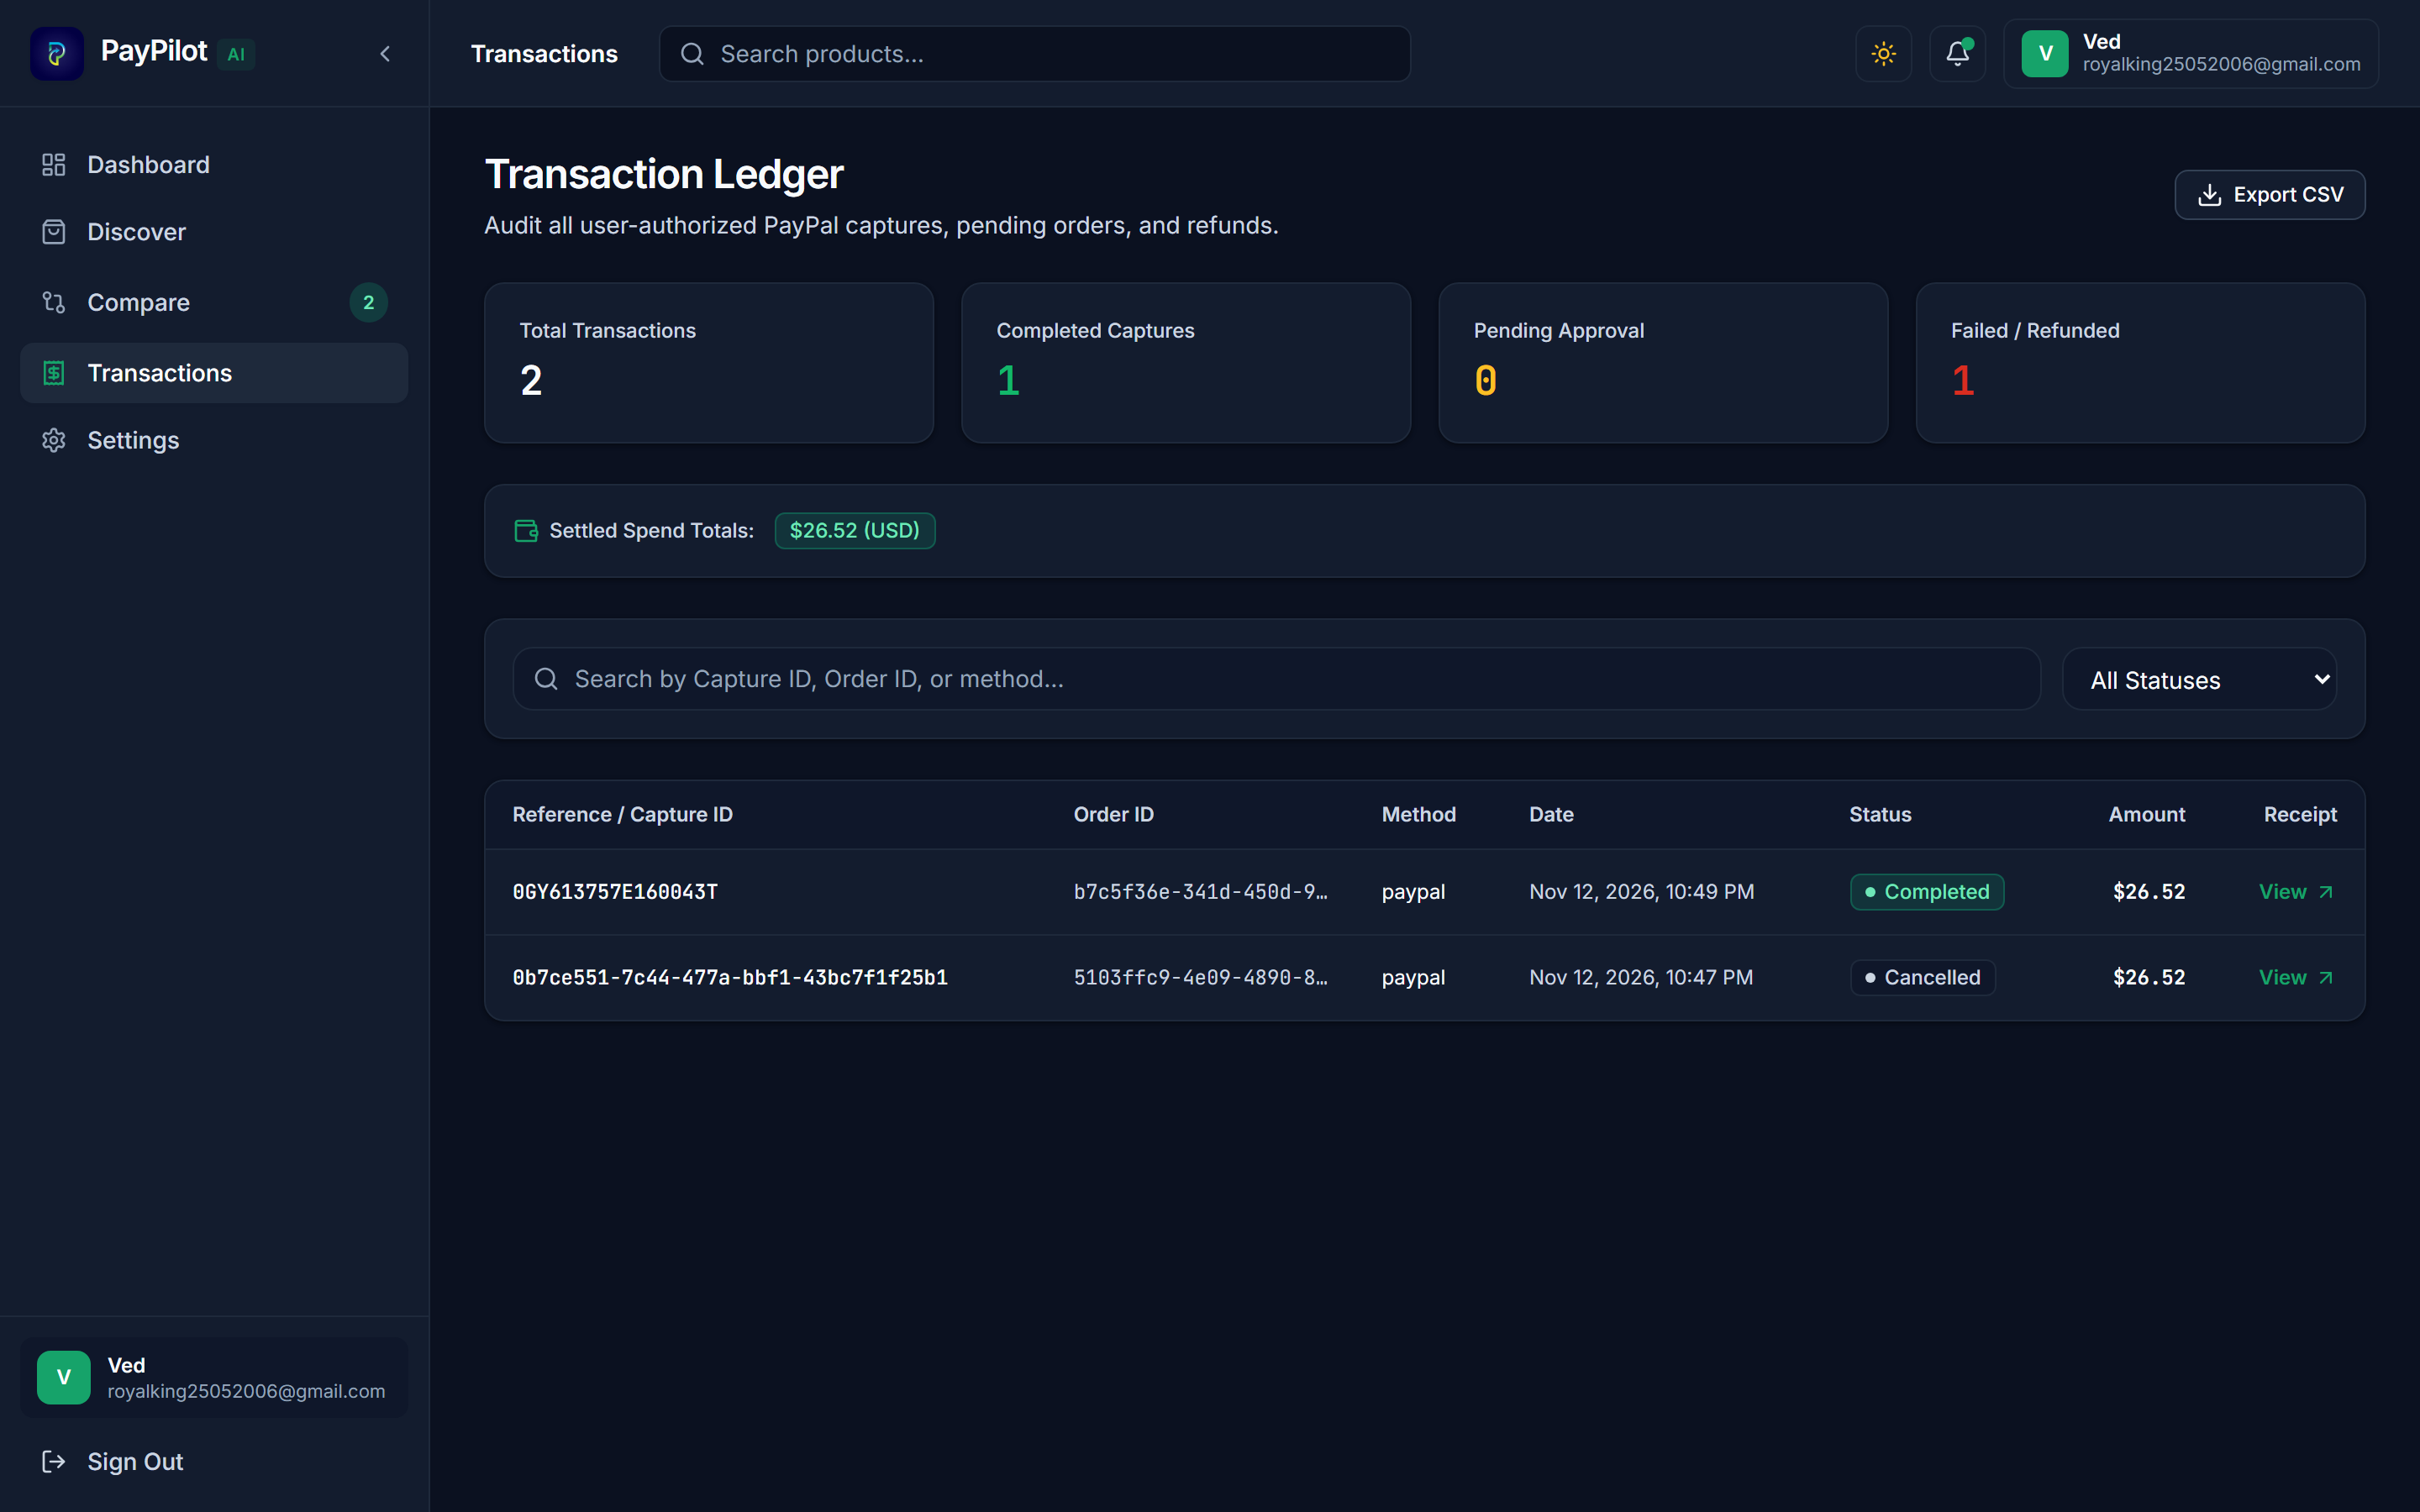 PayPilot AI
Transactions
Search products...
V
Ved
royalking25052006@gmail.com
Dashboard
Discover
Compare 2
Transactions
Settings
Transaction Ledger
Audit all user-authorized PayPal captures, pending orders, and refunds.
Export CSV
Total Transactions
2
Completed Captures
1
Pending Approval
0
Failed / Refunded
1
Settled Spend Totals: $26.52 (USD)
Search by Capture ID, Order ID, or method...
All Statuses
Reference / Capture ID Order ID Method Date Status Amount Receipt
0GY613757E160043T b7c5f36e-341d-450d-9… paypal Nov 12, 2026, 10:49 PM Completed $26.52 View
0b7ce551-7c44-477a-bbf1-43bc7f1f25b1 5103ffc9-4e09-4890-8… paypal Nov 12, 2026, 10:47 PM Cancelled $26.52 View
V
Ved
royalking25052006@gmail.com
Sign Out